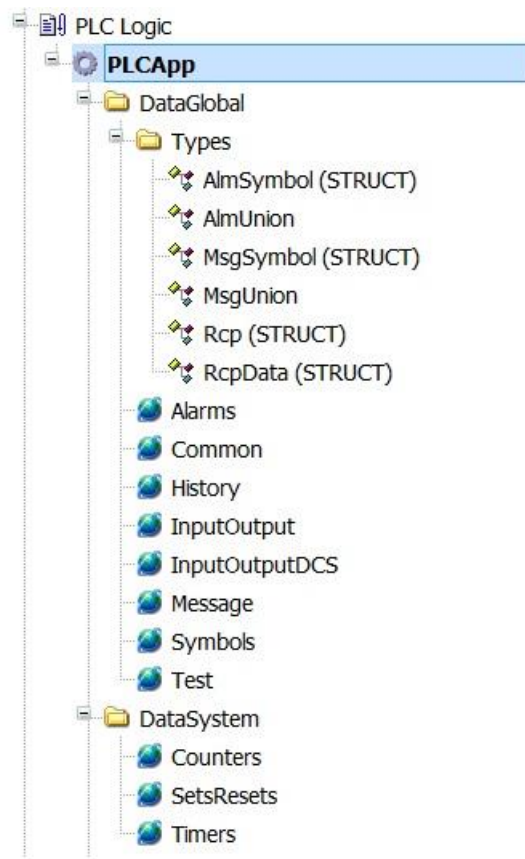 PLC Logic
PLCApp
DataGlobal
Types
AlmSymbol (STRUCT)
AlmUnion
MsgSymbol (STRUCT)
MsgUnion
Rcp (STRUCT)
RcpData (STRUCT)
Alarms
Common
History
InputOutput
InputOutputDCS
Message
Symbols
Test
DataSystem
Counters
SetsResets
Timers